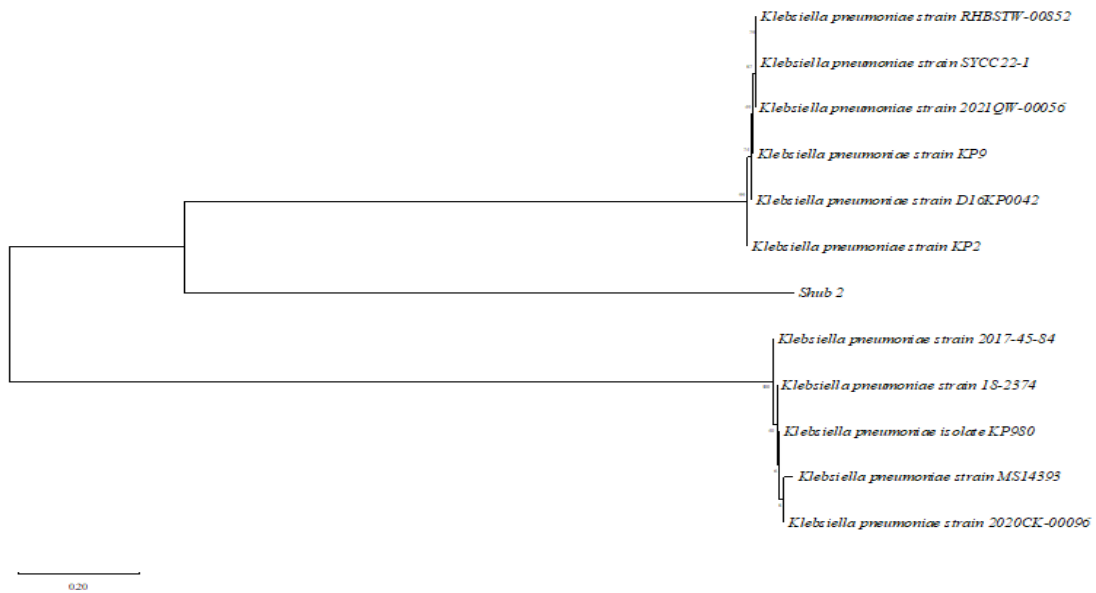 Klebsiella pneumoniae strain RHBSTW-00852
Klebsiella pneumoniae strain SYCC22-1
Klebsiella pneumoniae strain 2021QW-00056
Klebsiella pneumoniae strain KP9
Klebsiella pneumoniae strain D16KP0042
Klebsiella pneumoniae strain KP2
Shub 2
Klebsiella pneumoniae strain 2017-45-84
Klebsiella pneumoniae strain 18-2374
Klebsiella pneumoniae isolate KP980
Klebsiella pneumoniae strain MS14393
Klebsiella pneumoniae strain 2020CK-00096
0.20